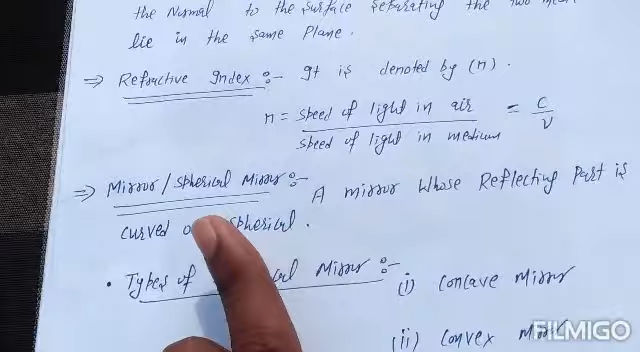 the Normal to the surface separating the two
lie in the same Plane.
⇒ Refractive Index :- It is denoted by (n).
n = speed of light in air / speed of light in medium = C / V
⇒ Mirror / Spherical Mirror :- A mirror whose Reflecting Part is
curved spherical.
• Types of Mirror :- (i) Concave Mirror
(ii) Convex
FILMIGO